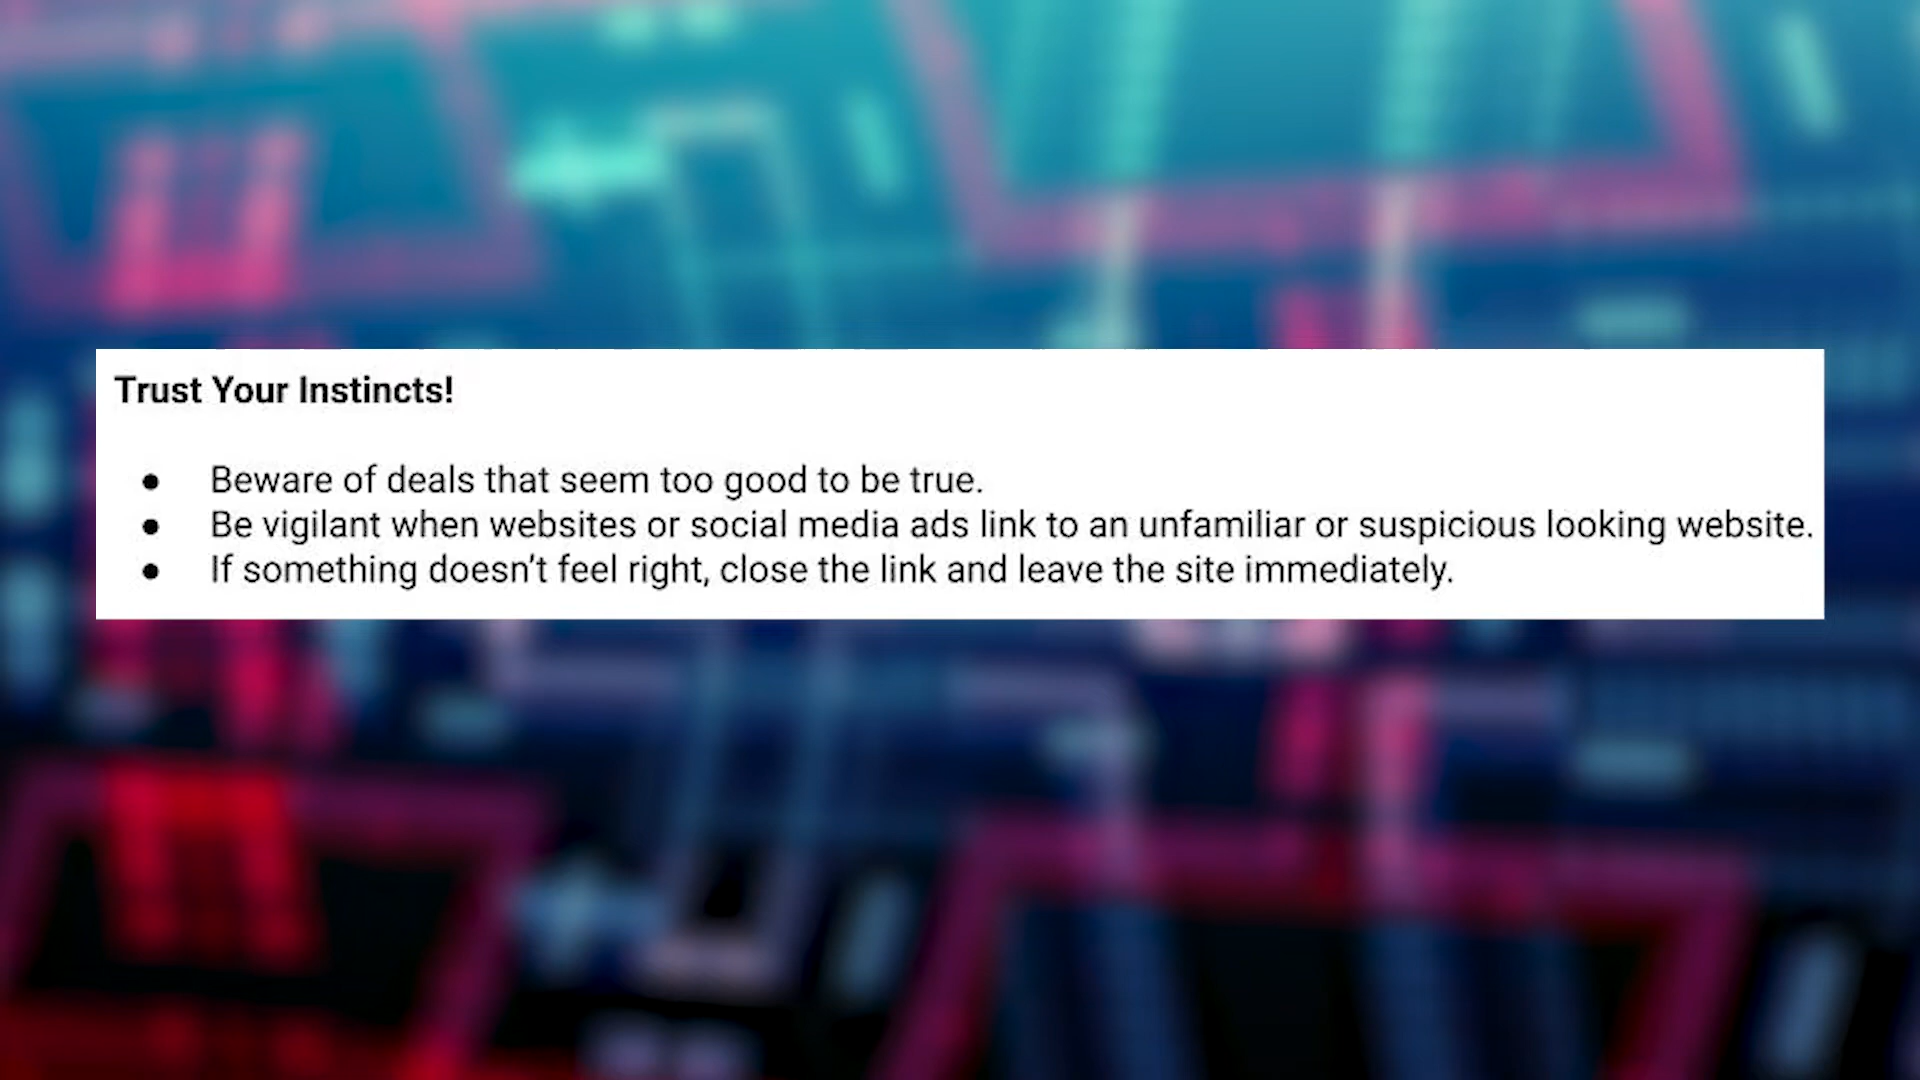 Trust Your Instincts!
● Beware of deals that seem too good to be true.
● Be vigilant when websites or social media ads link to an unfamiliar or suspicious looking website.
● If something doesn’t feel right, close the link and leave the site immediately.